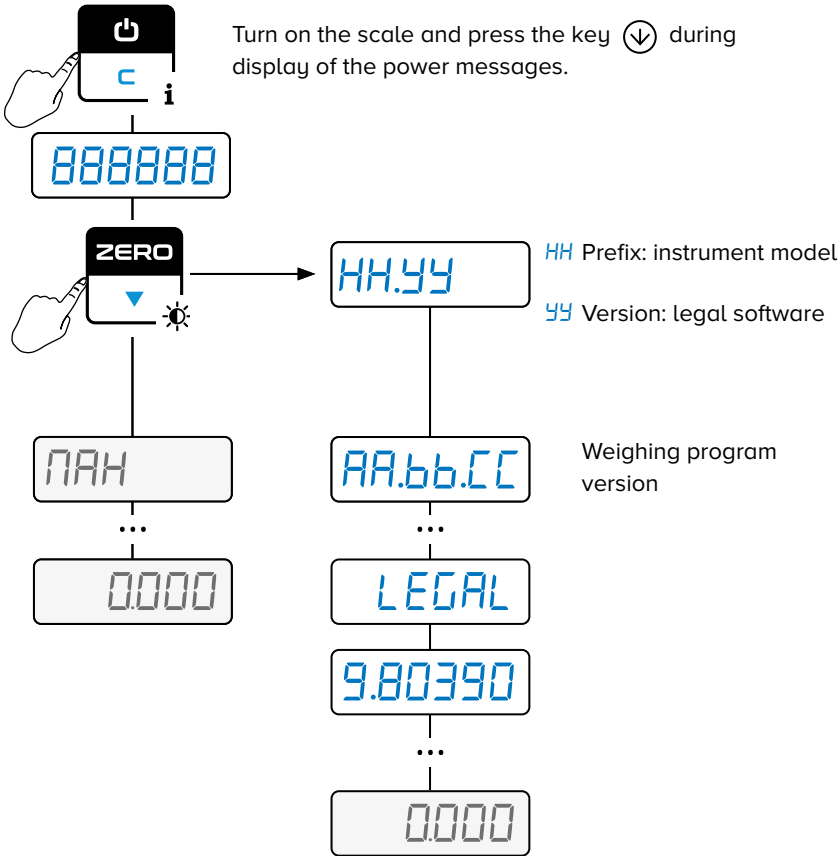 Turn on the scale and press the key during
display of the power messages.
C
i
888888
ZERO
HH.YY
HH Prefix: instrument model
YY Version: legal software
MAH
AA.bb.CC
Weighing program
version
...
...
0.000
LEGAL
9.80390
...
0.000